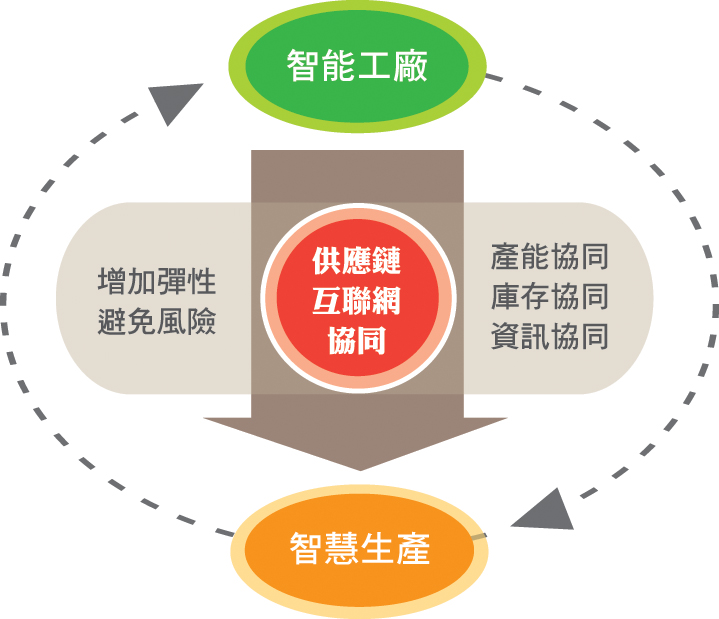 智能工廠
增加彈性
避免風險
供應鏈
互聯網
協同
產能協同
庫存協同
資訊協同
智慧生產